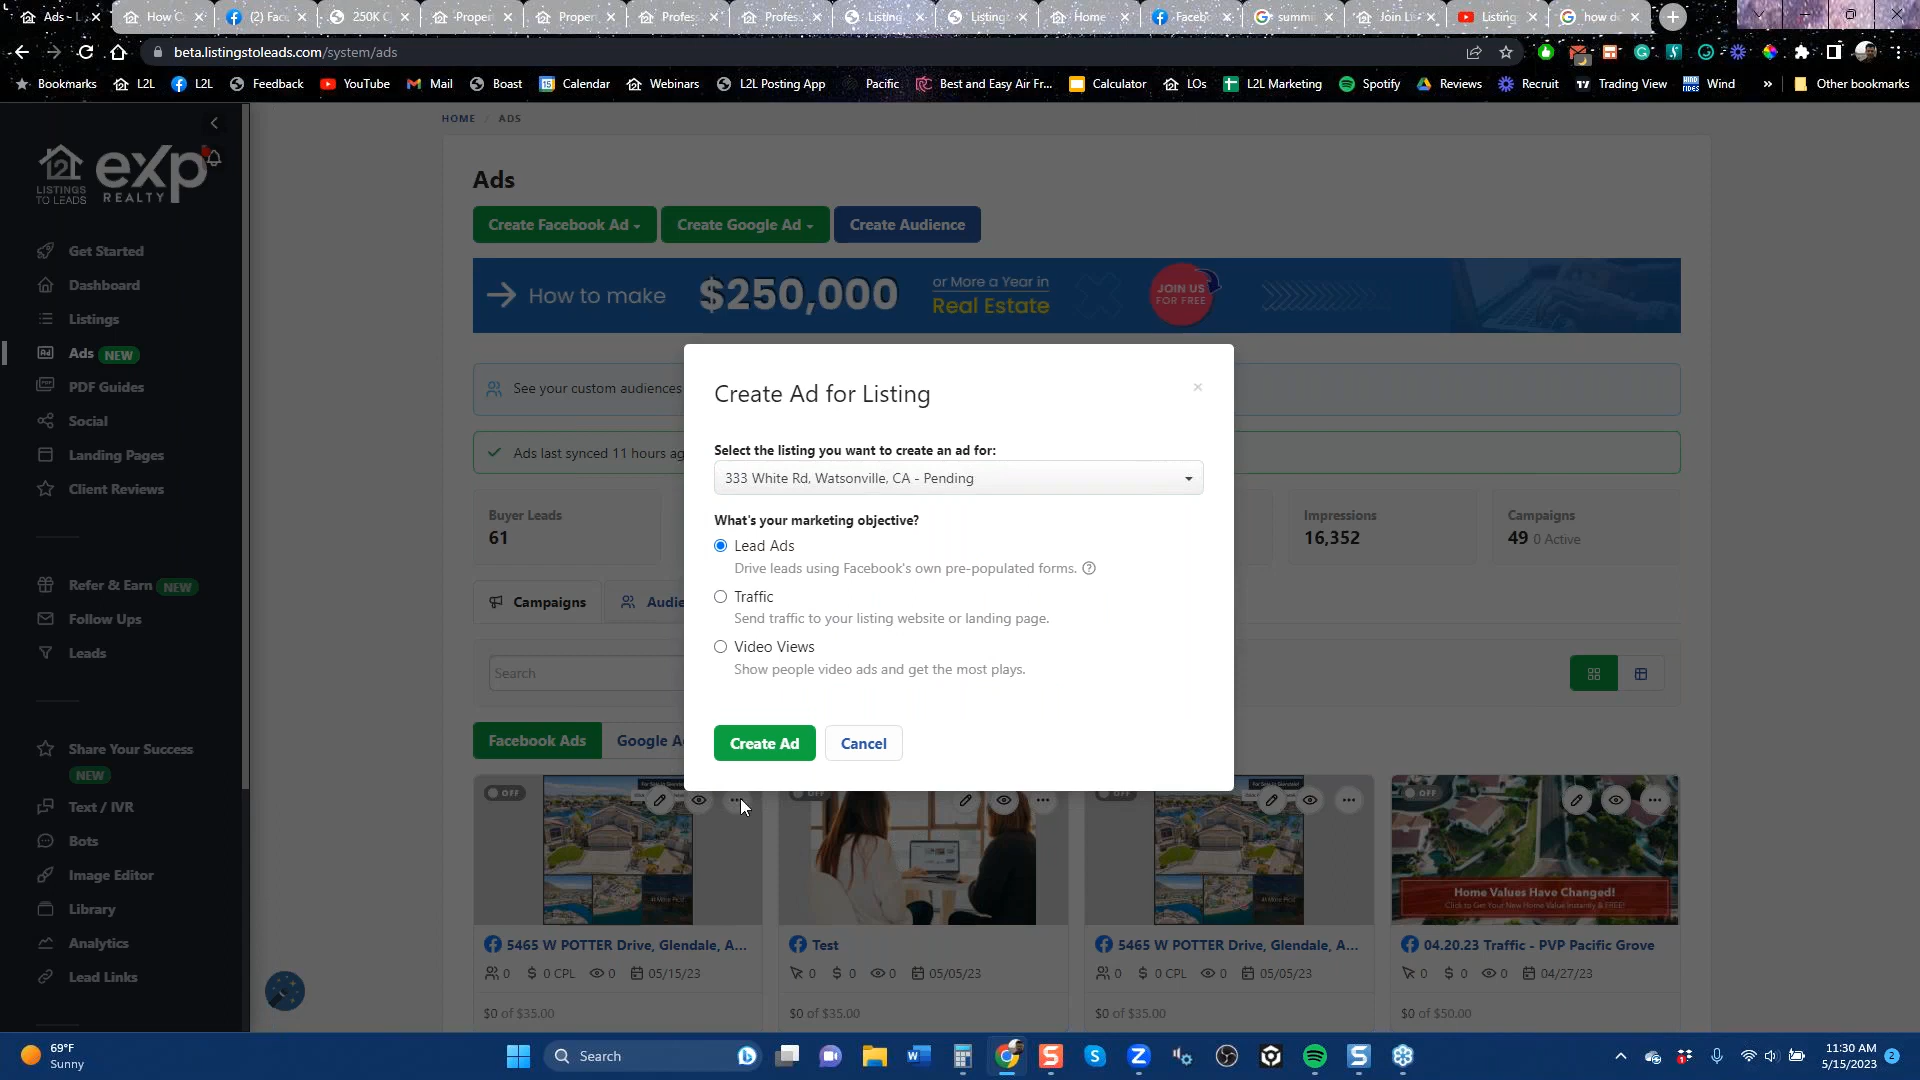 Ads - L
How C
(2) Fac
250K C
Proper
Proper
Profes
Profes
Listing
Listing
Home
Faceb
summi
Join Li
Listing
how do
beta.listingstoleads.com/system/ads
Bookmarks
L2L
L2L
Feedback
YouTube
Mail
Boast
Calendar
Webinars
L2L Posting App
Pacific
Best and Easy Air Fr...
Calculator
LOs
L2L Marketing
Spotify
Reviews
Recruit
Trading View
Wind
»
Other bookmarks
LISTINGS
TO LEADS
eXp
REALTY
Get Started
Dashboard
Listings
Ads NEW
PDF Guides
Social
Landing Pages
Client Reviews
Refer & Earn NEW
Follow Ups
Leads
Share Your Success
NEW
Text / IVR
Bots
Image Editor
Library
Analytics
Lead Links
HOME / ADS
Ads
Create Facebook Ad
Create Google Ad
Create Audience
How to make $250,000 or More a Year in
Real Estate
JOIN US
FOR FREE
See your custom audiences
Ads last synced 11 hours ag
Buyer Leads
61
Impressions
16,352
Campaigns
49 0 Active
Campaigns
Audie
Search
Facebook Ads
Google A
Create Ad for Listing
×
Select the listing you want to create an ad for:
333 White Rd, Watsonville, CA - Pending
What's your marketing objective?
Lead Ads
Drive leads using Facebook's own pre-populated forms.
Traffic
Send traffic to your listing website or landing page.
Video Views
Show people video ads and get the most plays.
Create Ad
Cancel
OFF
OFF
OFF
OFF
Home Values Have Changed!
Click to Get Your New Home Value Instantly & FREE!
5465 W POTTER Drive, Glendale, A...
0 $ 0 CPL 0 05/15/23
$0 of $35.00
Test
0 $ 0 0 05/05/23
$0 of $35.00
5465 W POTTER Drive, Glendale, A...
0 $ 0 CPL 0 05/05/23
$0 of $35.00
04.20.23 Traffic - PVP Pacific Grove
0 $ 0 0 04/27/23
$0 of $50.00
69°F
Sunny
Search
11:30 AM
5/15/2023
2